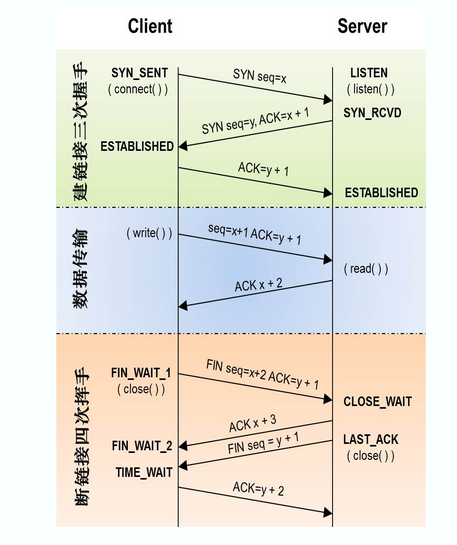 Client
Server
建链接三次握手
SYN_SENT
( connect( ) )
SYN seq=x
LISTEN
( listen( ) )
SYN_RCVD
SYN seq=y, ACK=x + 1
ESTABLISHED
ACK=y + 1
ESTABLISHED
数据传输
( write( ) )
seq=x+1 ACK=y + 1
( read( ) )
ACK x + 2
断链接四次挥手
FIN_WAIT_1
( close( ) )
FIN seq=x+2 ACK=y + 1
CLOSE_WAIT
ACK x + 3
FIN_WAIT_2
FIN seq = y + 1
LAST_ACK
( close( ) )
TIME_WAIT
ACK=y + 2